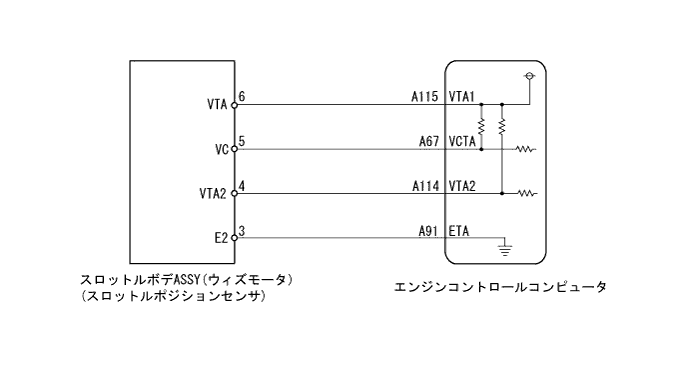 VTA 6 A115 VTA1
VC 5 A67 VCTA
VTA2 4 A114 VTA2
E2 3 A91 ETA
スロットルボデASSY(ウィズモータ)
(スロットルポジションセンサ)
エンジンコントロールコンピュータ